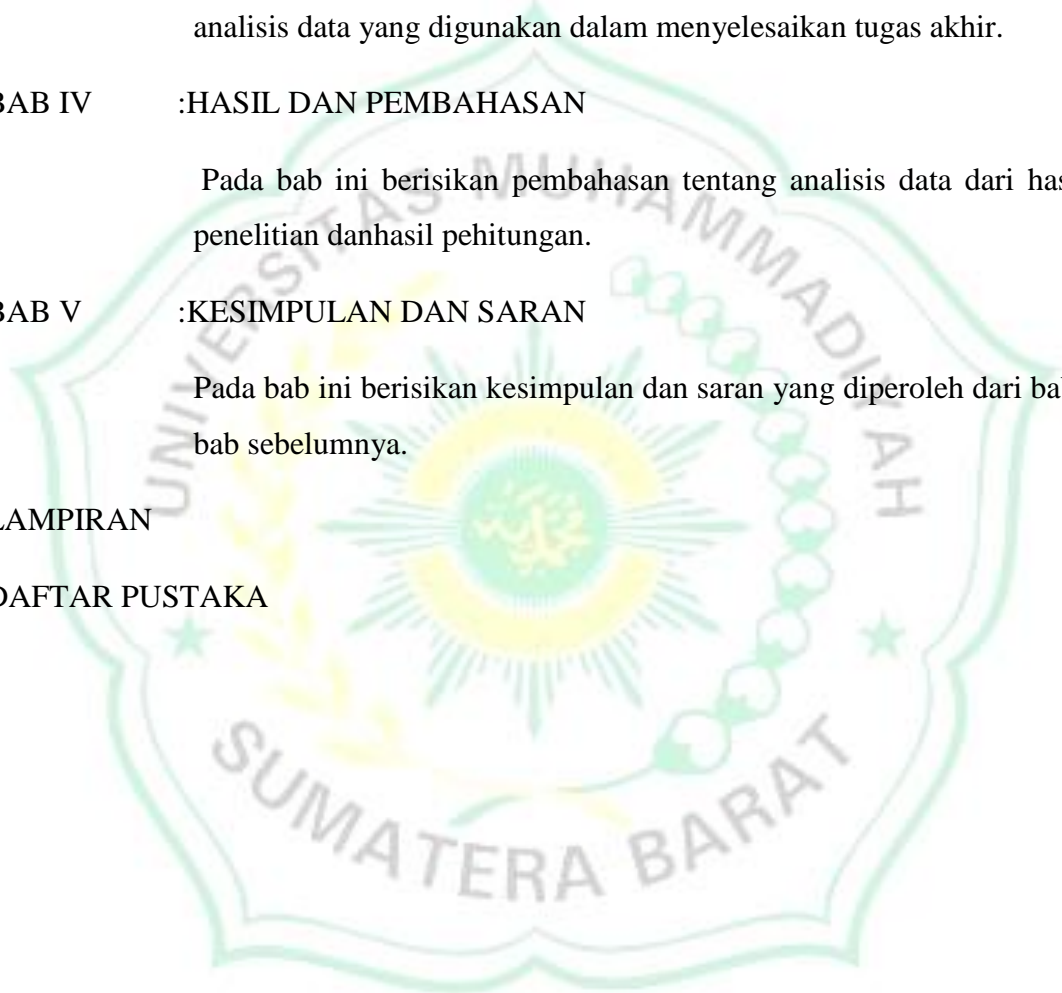 analisis data yang digunakan dalam menyelesaikan tugas akhir.
BAB IV :HASIL DAN PEMBAHASAN
Pada bab ini berisikan pembahasan tentang analisis data dari has
penelitian danhasil pehitungan.
BAB V :KESIMPULAN DAN SARAN
Pada bab ini berisikan kesimpulan dan saran yang diperoleh dari bab
bab sebelumnya.
LAMPIRAN
DAFTAR PUSTAKA
UNIVERSITAS MUHAMMADIYAH
SUMATERA BARAT